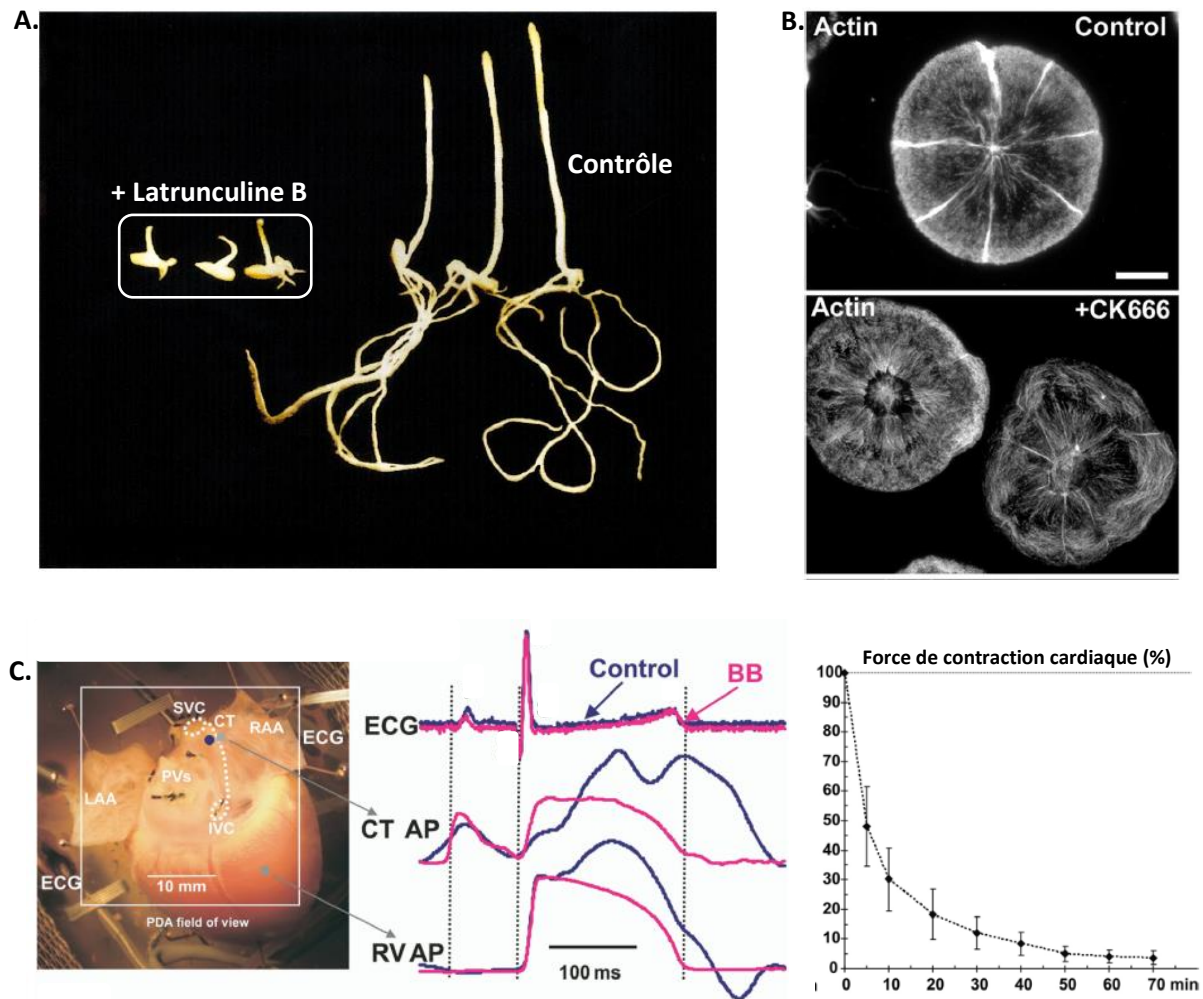 A.
+ Latrunculine B
Contrôle
B.
Actin Control
Actin +CK666
C.
SVC
CT
RAA
ECG
PVs
LAA
IVC
ECG
10 mm
PDA field of view
Control
BB
ECG
CT AP
RV AP
100 ms
Force de contraction cardiaque (%)
100
90
80
70
60
50
40
30
20
10
0
0 10 20 30 40 50 60 70 min